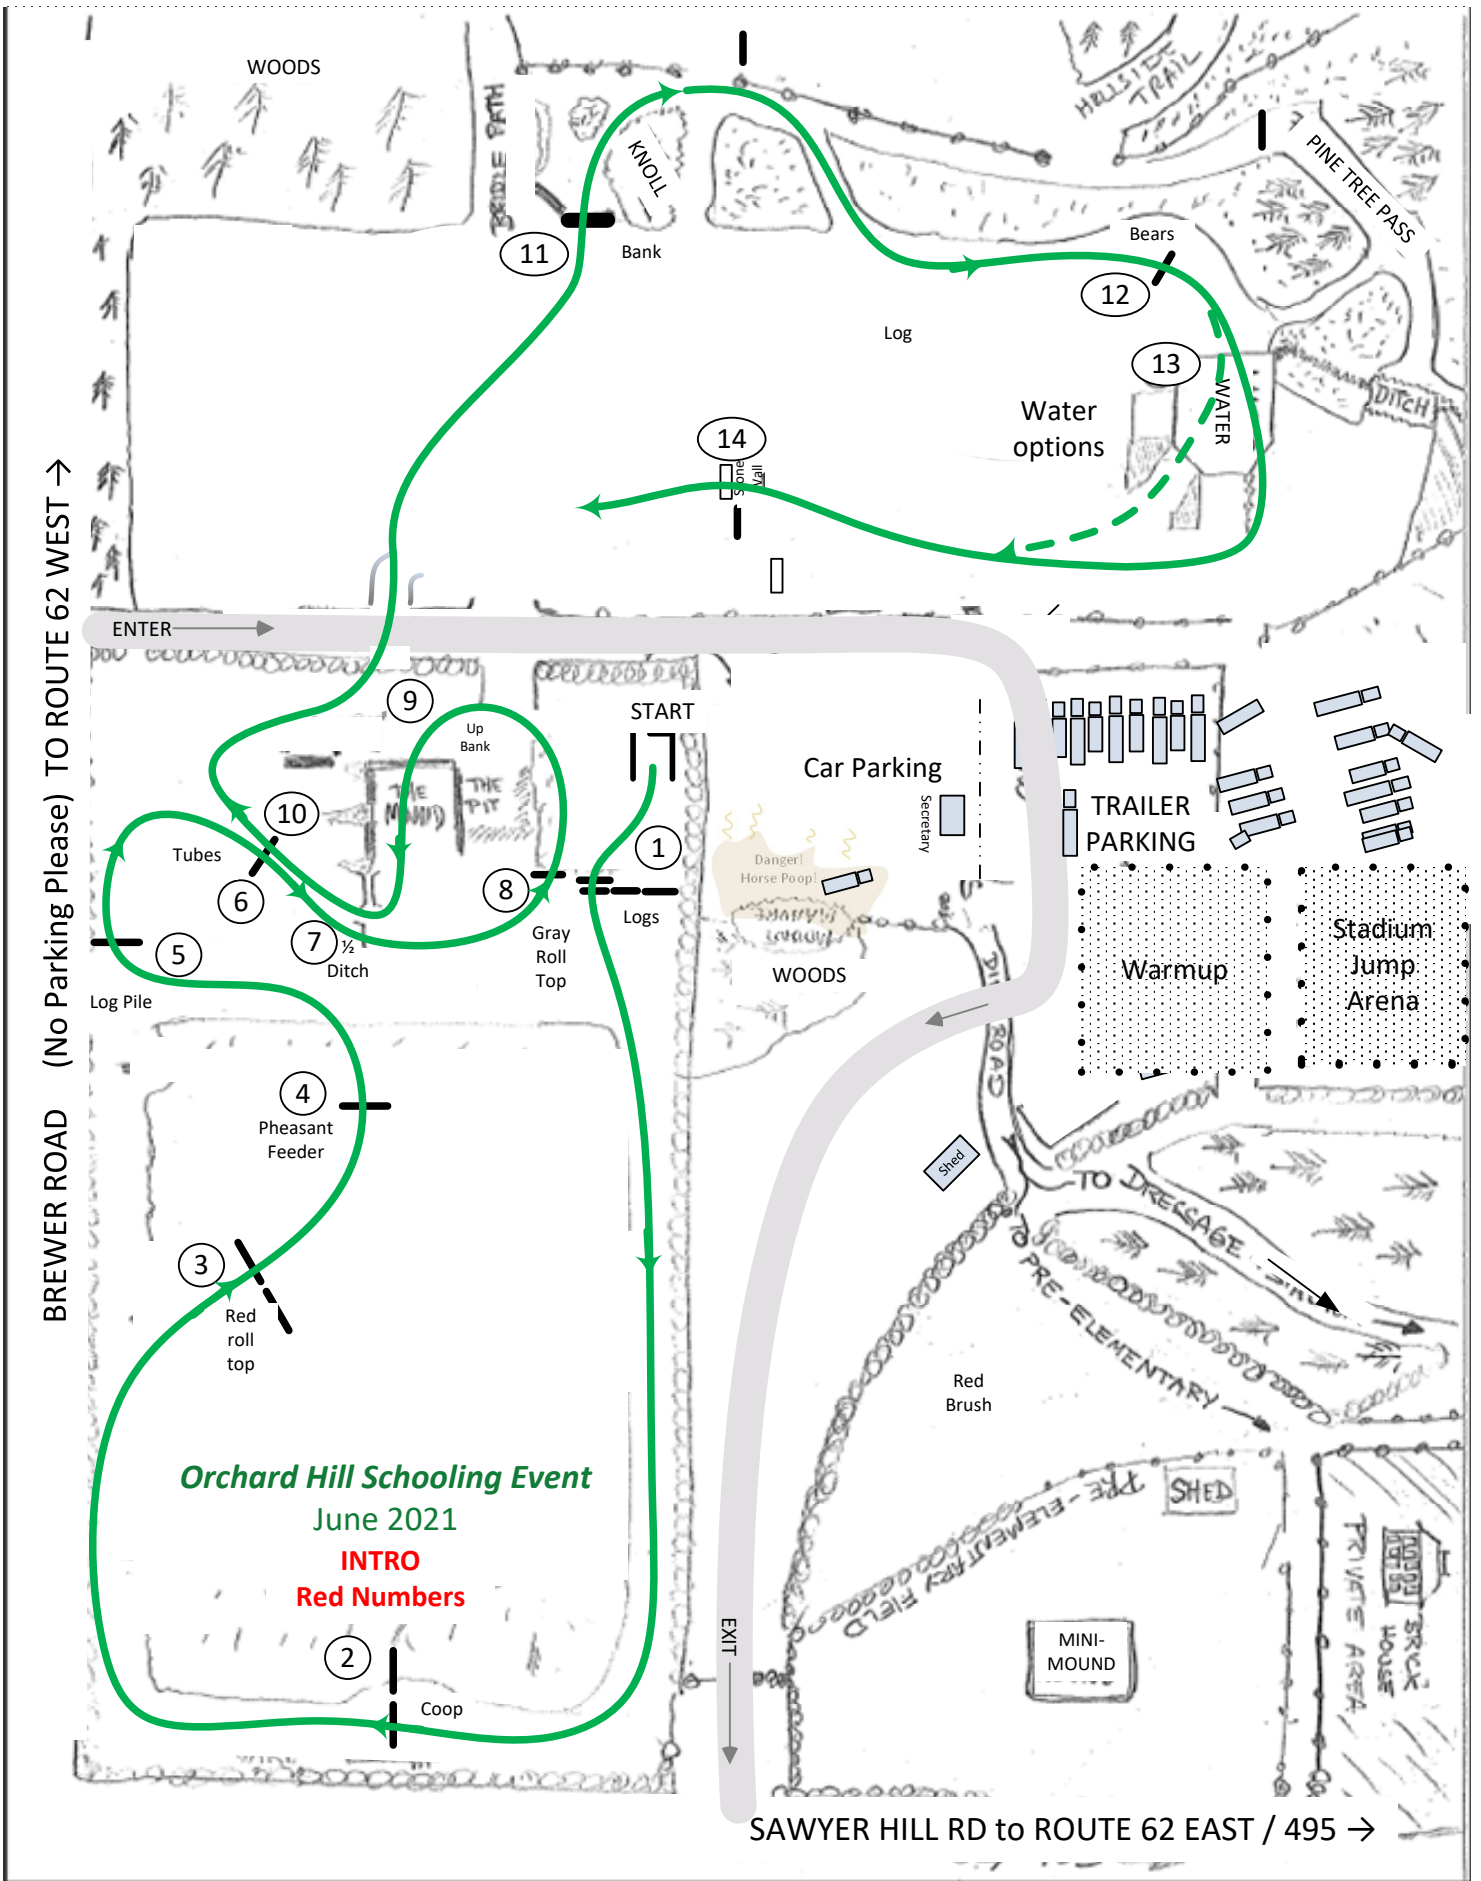 WOODS
BRIDLE PATH
KNOLL
HILLSIDE
TRAIL
PINE TREE PASS
11
Bank
Bears
12
Log
13
WATER
DITCH
Water
options
14
Stone
Wall
BREWER ROAD (No Parking Please) TO ROUTE 62 WEST →
ENTER
9
Up
Bank
START
THE
MOUND
THE
PIT
10
Tubes
6
7
½
Ditch
8
Gray
Roll
Top
1
Logs
5
Log Pile
4
Pheasant
Feeder
3
Red
roll
top
Car Parking
Secretary
Danger!
Horse Poop!
MANURE
WOODS
TRAILER
PARKING
Warmup
Stadium
Jump
Arena
ROAD
Shed
TO DRESSAGE
TO PRE-ELEMENTARY
Red
Brush
PRE-ELEMENTARY FIELD
SHED
MINI-
MOUND
PRIVATE AREA
BRICK
HOUSE
Orchard Hill Schooling Event
June 2021
INTRO
Red Numbers
2
Coop
EXIT
SAWYER HILL RD to ROUTE 62 EAST / 495 →